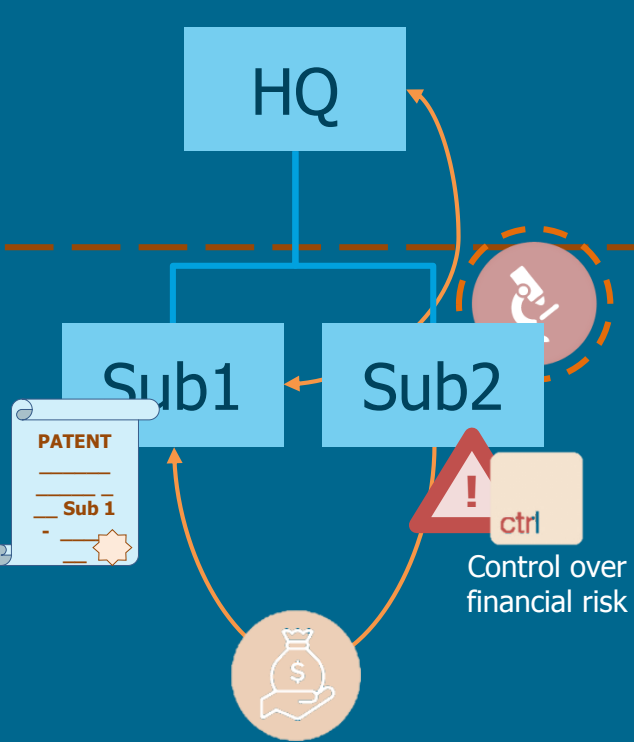 HQ
Sub1
Sub2
PATENT
Sub 1
-
!
ctrl
Control over
financial risk
$